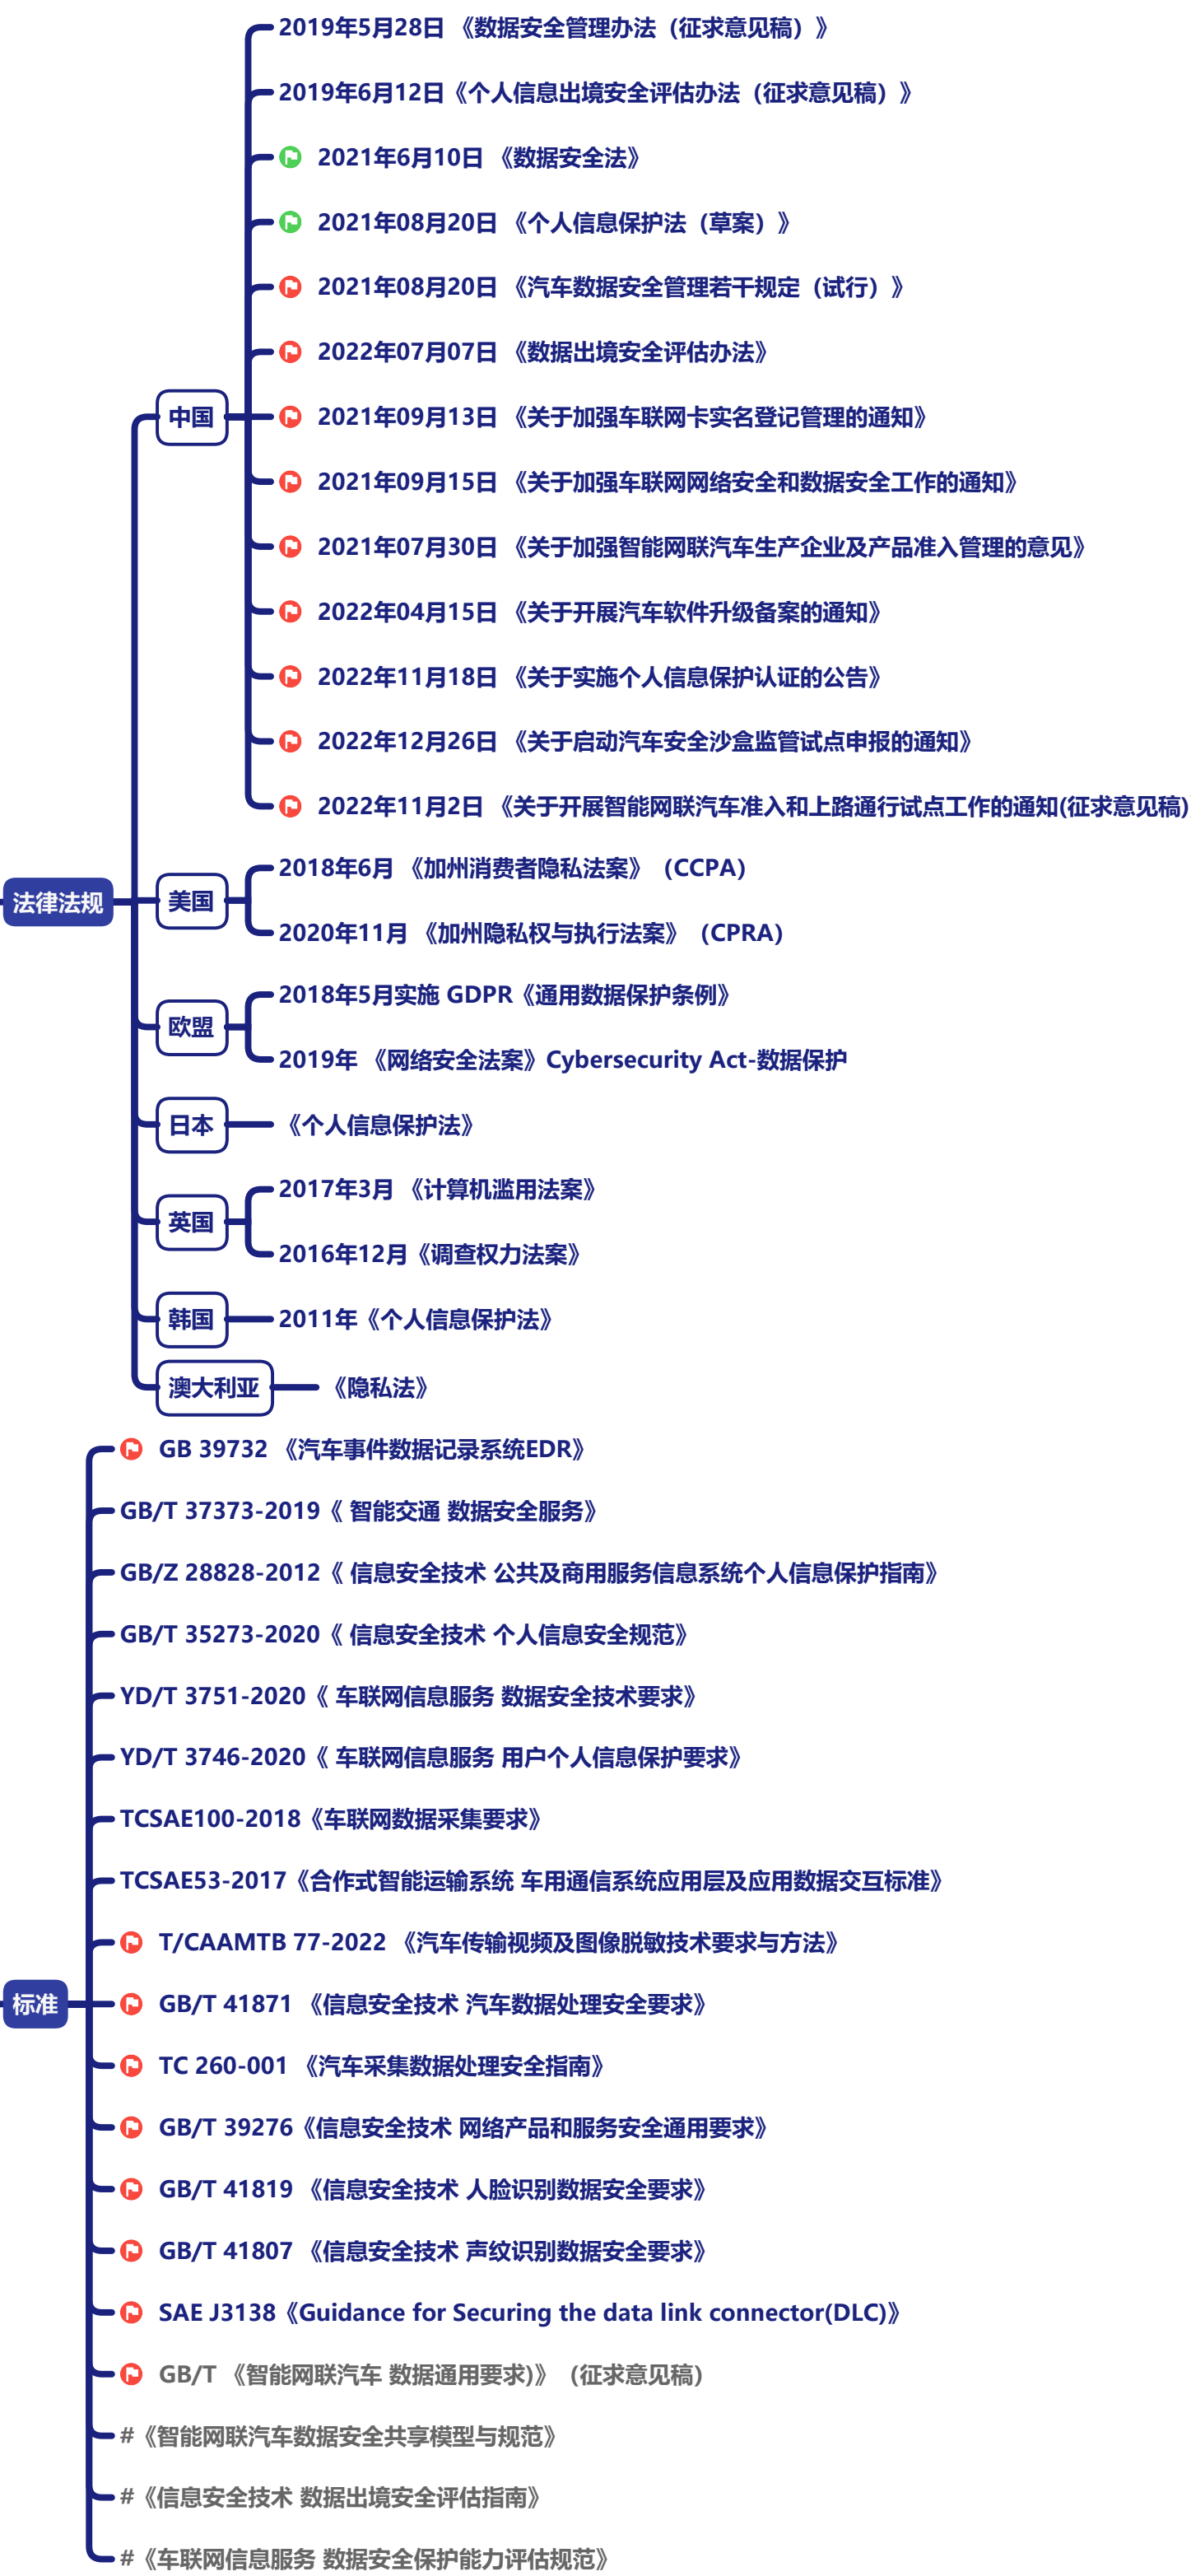 2019年5月28日 《数据安全管理办法（征求意见稿）》
2019年6月12日《个人信息出境安全评估办法（征求意见稿）》
2021年6月10日 《数据安全法》
2021年08月20日 《个人信息保护法（草案）》
2021年08月20日 《汽车数据安全管理若干规定（试行）》
2022年07月07日 《数据出境安全评估办法》
中国
2021年09月13日 《关于加强车联网卡实名登记管理的通知》
2021年09月15日 《关于加强车联网网络安全和数据安全工作的通知》
2021年07月30日 《关于加强智能网联汽车生产企业及产品准入管理的意见》
2022年04月15日 《关于开展汽车软件升级备案的通知》
2022年11月18日 《关于实施个人信息保护认证的公告》
2022年12月26日 《关于启动汽车安全沙盒监管试点申报的通知》
2022年11月2日 《关于开展智能网联汽车准入和上路通行试点工作的通知(征求意见稿)
法律法规
美国
2018年6月 《加州消费者隐私法案》（CCPA）
2020年11月 《加州隐私权与执行法案》（CPRA）
欧盟
2018年5月实施 GDPR《通用数据保护条例》
2019年 《网络安全法案》Cybersecurity Act-数据保护
日本
《个人信息保护法》
英国
2017年3月 《计算机滥用法案》
2016年12月《调查权力法案》
韩国
2011年《个人信息保护法》
澳大利亚
《隐私法》
GB 39732 《汽车事件数据记录系统EDR》
GB/T 37373-2019《 智能交通 数据安全服务》
GB/Z 28828-2012《 信息安全技术 公共及商用服务信息系统个人信息保护指南》
GB/T 35273-2020《 信息安全技术 个人信息安全规范》
YD/T 3751-2020《 车联网信息服务 数据安全技术要求》
YD/T 3746-2020《 车联网信息服务 用户个人信息保护要求》
TCSAE100-2018《车联网数据采集要求》
TCSAE53-2017《合作式智能运输系统 车用通信系统应用层及应用数据交互标准》
T/CAAMTB 77-2022 《汽车传输视频及图像脱敏技术要求与方法》
标准
GB/T 41871 《信息安全技术 汽车数据处理安全要求》
TC 260-001 《汽车采集数据处理安全指南》
GB/T 39276《信息安全技术 网络产品和服务安全通用要求》
GB/T 41819 《信息安全技术 人脸识别数据安全要求》
GB/T 41807 《信息安全技术 声纹识别数据安全要求》
SAE J3138《Guidance for Securing the data link connector(DLC)》
GB/T 《智能网联汽车 数据通用要求)》（征求意见稿）
#《智能网联汽车数据安全共享模型与规范》
#《信息安全技术 数据出境安全评估指南》
#《车联网信息服务 数据安全保护能力评估规范》